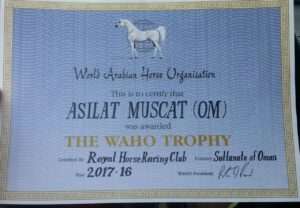 World Arabian Horse Organisation
This is to certify that
ASILAT MUSCAT (OM)
was awarded
THE WAHO TROPHY
Certified By Royal Horse Racing Club Country Sultanate of Oman
Year 2017-16 WAHO President